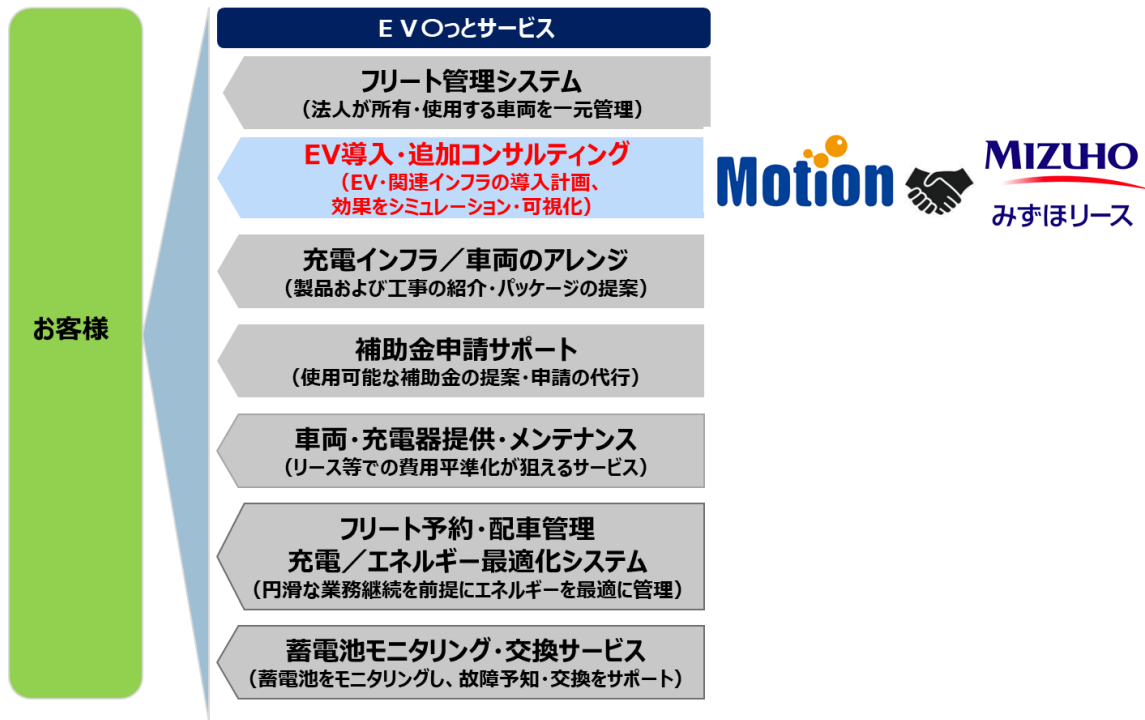 お客様
ＥＶＯっとサービス
フリート管理システム
（法人が所有・使用する車両を一元管理）
EV導入・追加コンサルティング
（EV・関連インフラの導入計画、
効果をシミュレーション・可視化）
充電インフラ／車両のアレンジ
（製品および工事の紹介・パッケージの提案）
補助金申請サポート
（使用可能な補助金の提案・申請の代行）
車両・充電器提供・メンテナンス
（リース等での費用平準化が狙えるサービス）
フリート予約・配車管理
充電／エネルギー最適化システム
（円滑な業務継続を前提にエネルギーを最適に管理）
蓄電池モニタリング・交換サービス
（蓄電池をモニタリングし、故障予知・交換をサポート）
Motion
MIZUHO
みずほリース